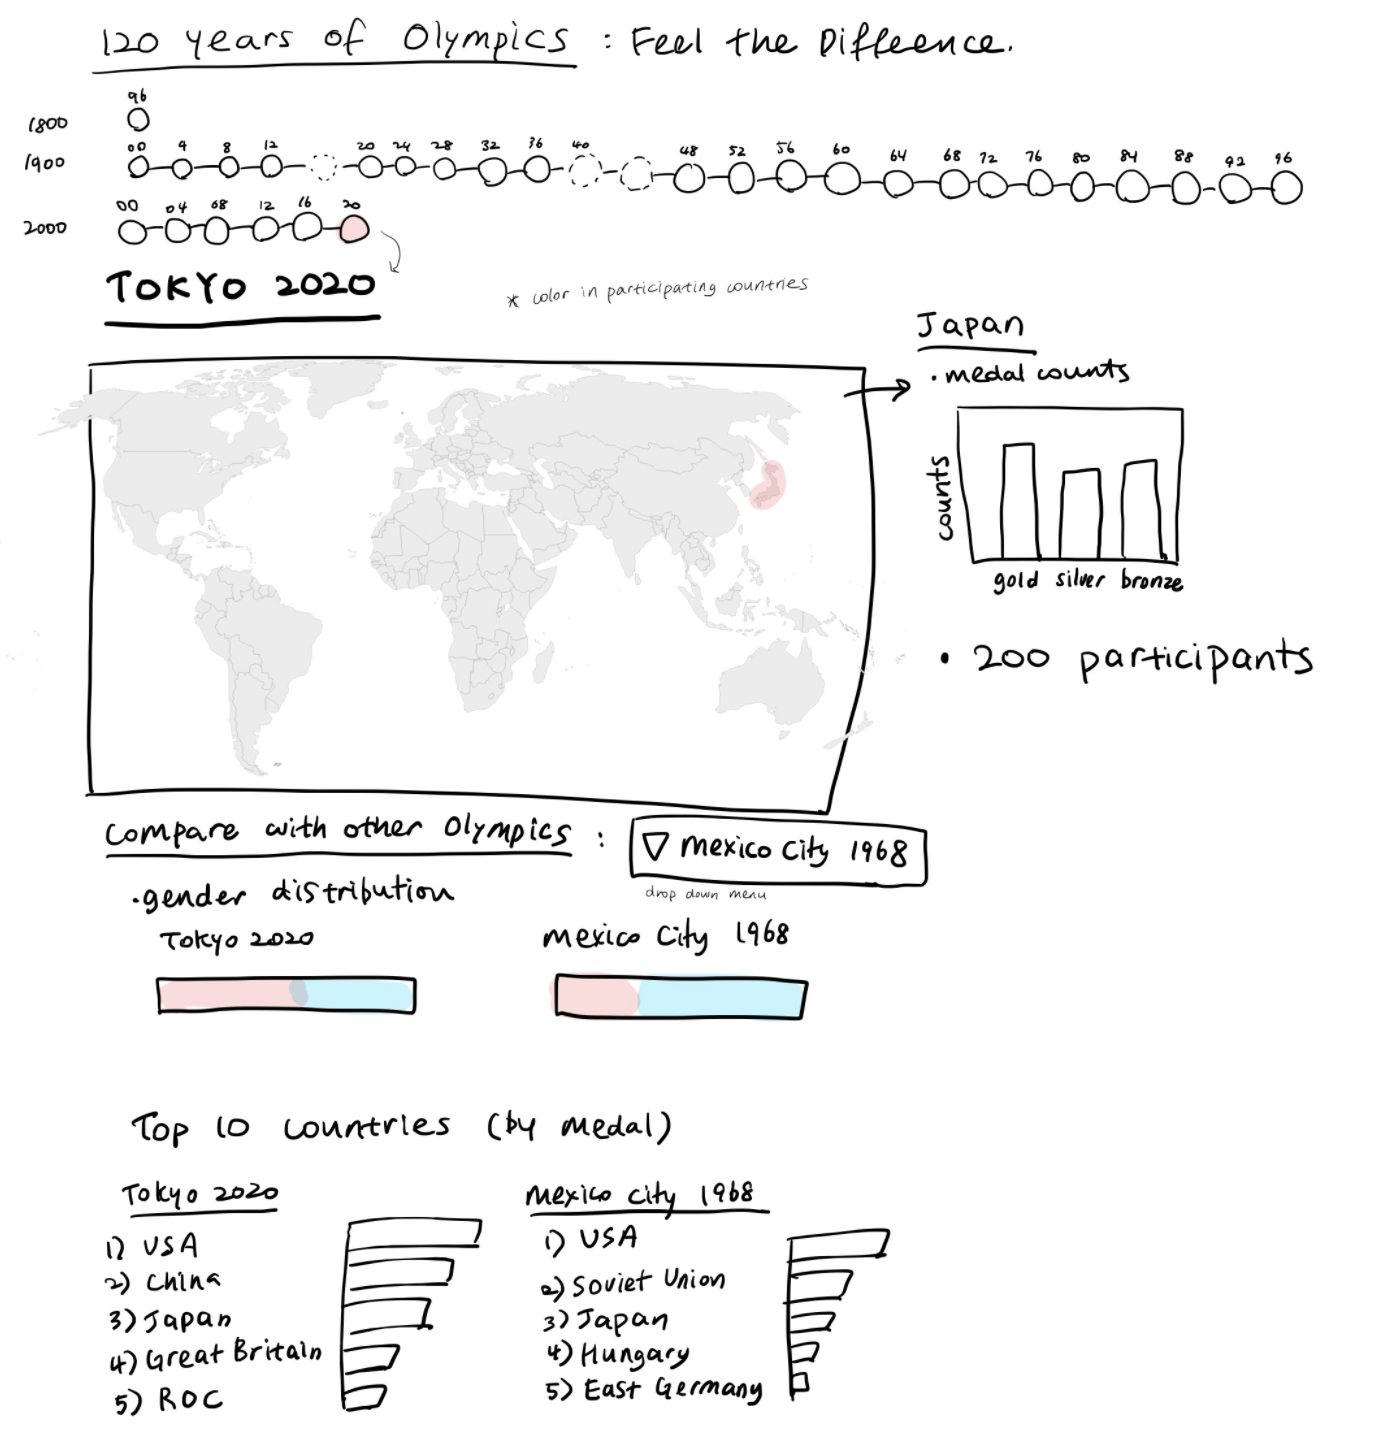 120 years of Olympics : Feel the Diffeence.
96
1800
00 4 8 12 20 24 28 32 36 40 48 52 56 60 64 68 72 76 80 84 88 92 96
1900
00 04 08 12 16 20
2000
TOKYO 2020
* color in participating countries
Japan
• medal counts
counts
gold silver bronze
• 200 participants
Compare with other Olympics : ▽ Mexico City 1968
drop down menu
• gender distribution
Tokyo 2020 Mexico City 1968
Top 10 countries (by medal)
Tokyo 2020
1) USA
2) China
3) Japan
4) Great Britain
5) ROC
Mexico City 1968
1) USA
2) Soviet Union
3) Japan
4) Hungary
5) East Germany